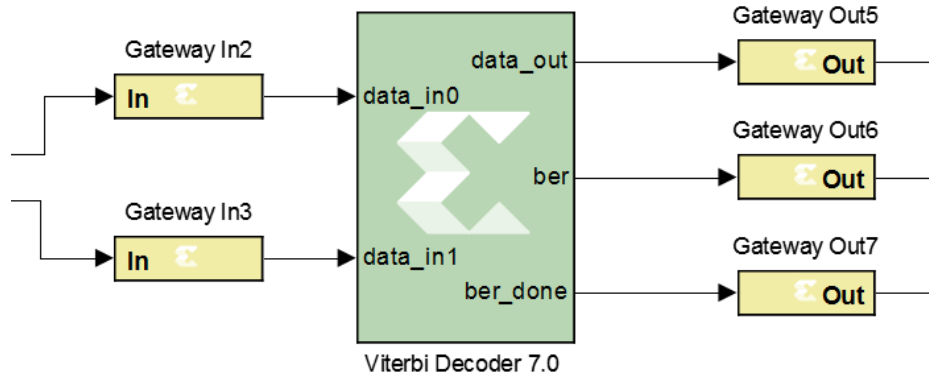 Gateway In2
In
Gateway In3
In
data_in0
data_in1
data_out
ber
ber_done
Viterbi Decoder 7.0
Gateway Out5
Out
Gateway Out6
Out
Gateway Out7
Out